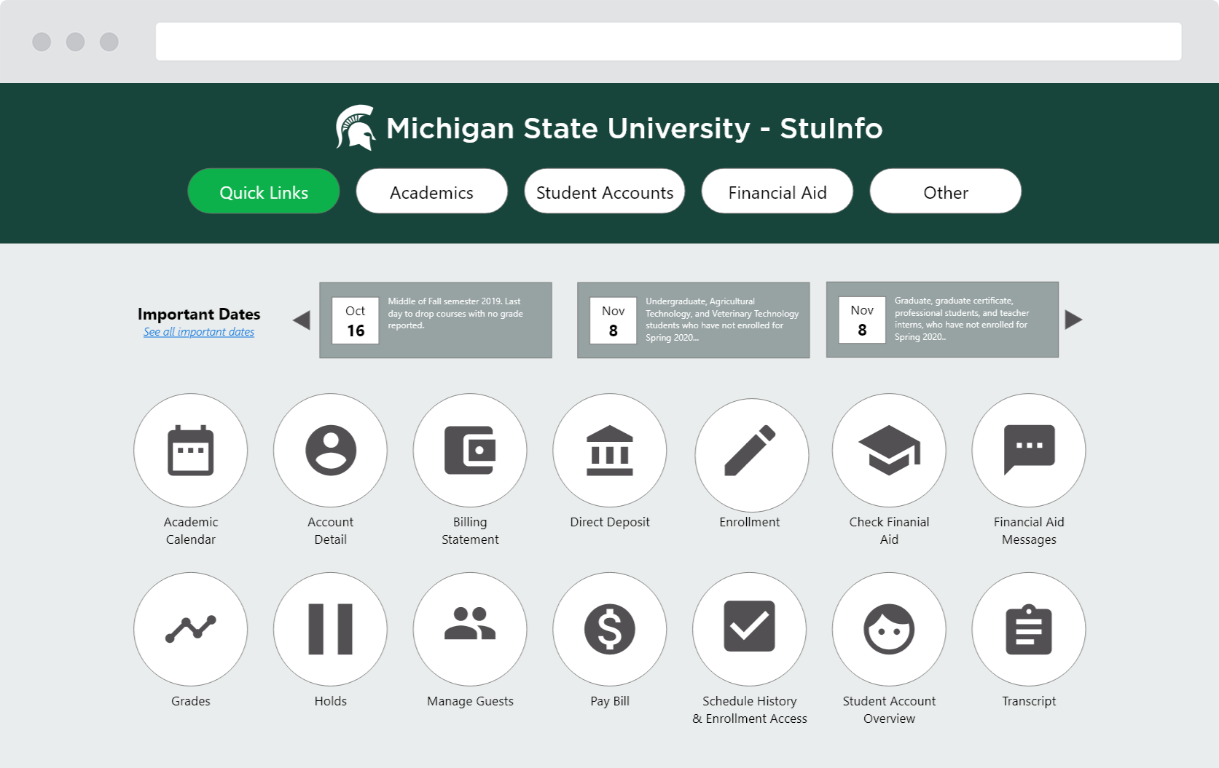 Michigan State University - StuInfo
Quick Links
Academics
Student Accounts
Financial Aid
Other
Important Dates
See all important dates
Oct
16
Middle of Fall semester 2019. Last
day to drop courses with no grade
reported.
Nov
8
Undergraduate, Agricultural
Technology, and Veterinary Technology
students who have not enrolled for
Spring 2020...
Nov
8
Graduate, graduate certificate,
professional students, and teacher
interns, who have not enrolled for
Spring 2020..
Academic
Calendar
Account
Detail
Billing
Statement
Direct Deposit
Enrollment
Check Finanial
Aid
Financial Aid
Messages
Grades
Holds
Manage Guests
Pay Bill
Schedule History
& Enrollment Access
Student Account
Overview
Transcript